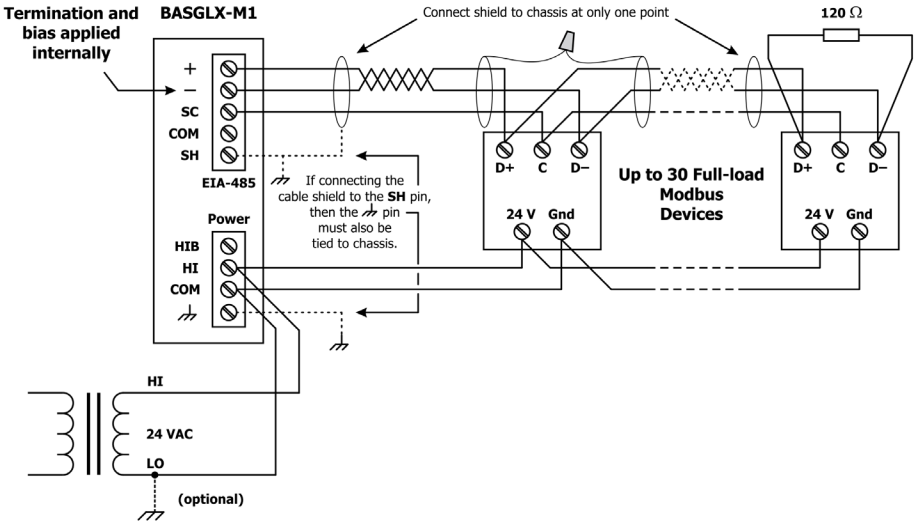 Termination and
bias applied
internally
BASGLX-M1
Connect shield to chassis at only one point
120 Ω
+
−
SC
COM
SH
EIA-485
If connecting the
cable shield to the SH pin,
then the pin
must also be
tied to chassis.
D+ C D−
24 V Gnd
Up to 30 Full-load
Modbus
Devices
D+ C D−
24 V Gnd
Power
HIB
HI
COM
HI
24 VAC
LO
(optional)